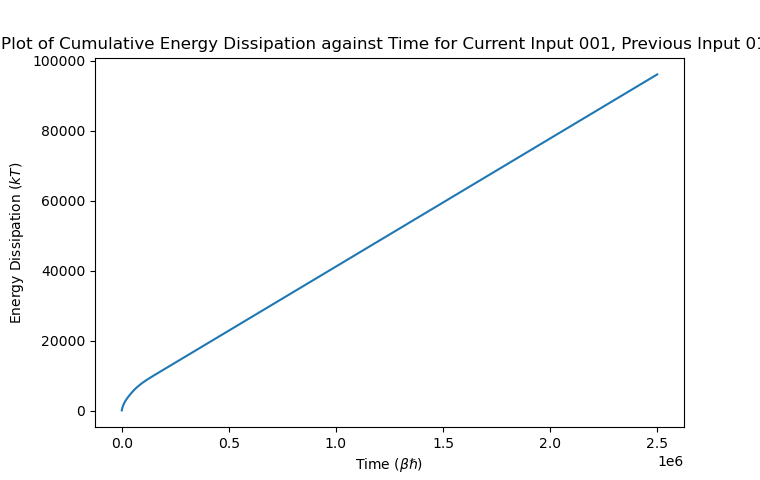 Plot of Cumulative Energy Dissipation against Time for Current Input 001, Previous Input 01
100000
80000
60000
40000
20000
0
Energy Dissipation (kT)
0.0 0.5 1.0 1.5 2.0 2.5
1e6
Time (βℏ)